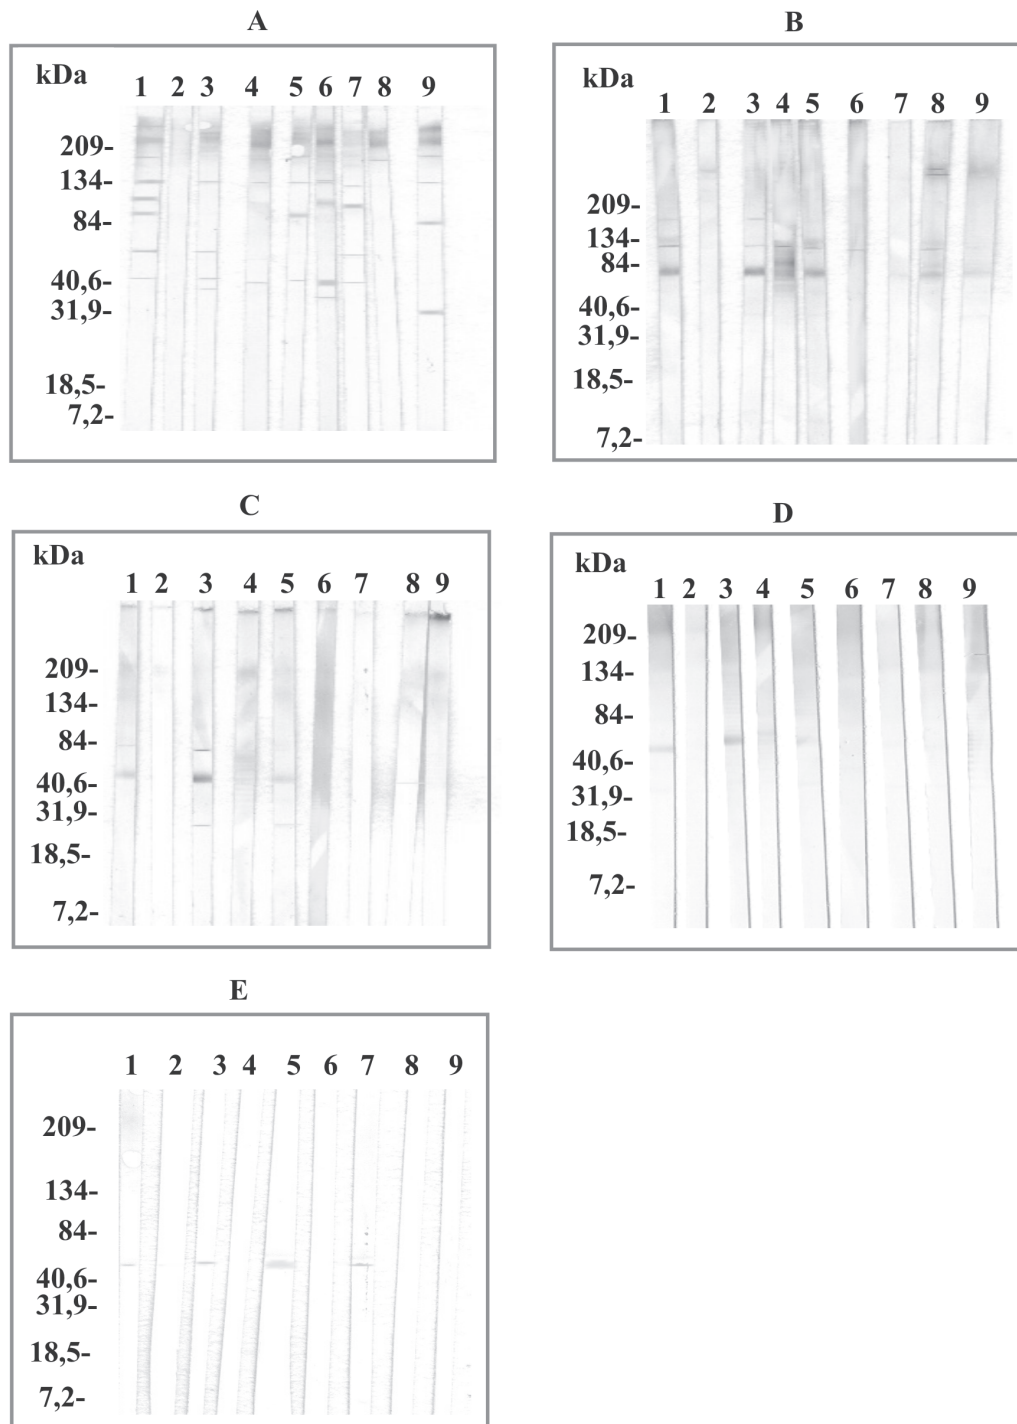 A
kDa
1 2 3 4 5 6 7 8 9
209-
134-
84-
40,6-
31,9-
18,5-
7,2-
B
kDa
1 2 3 4 5 6 7 8 9
209-
134-
84-
40,6-
31,9-
18,5-
7,2-
C
kDa
1 2 3 4 5 6 7 8 9
209-
134-
84-
40,6-
31,9-
18,5-
7,2-
D
kDa
1 2 3 4 5 6 7 8 9
209-
134-
84-
40,6-
31,9-
18,5-
7,2-
E
1 2 3 4 5 6 7 8 9
209-
134-
84-
40,6-
31,9-
18,5-
7,2-